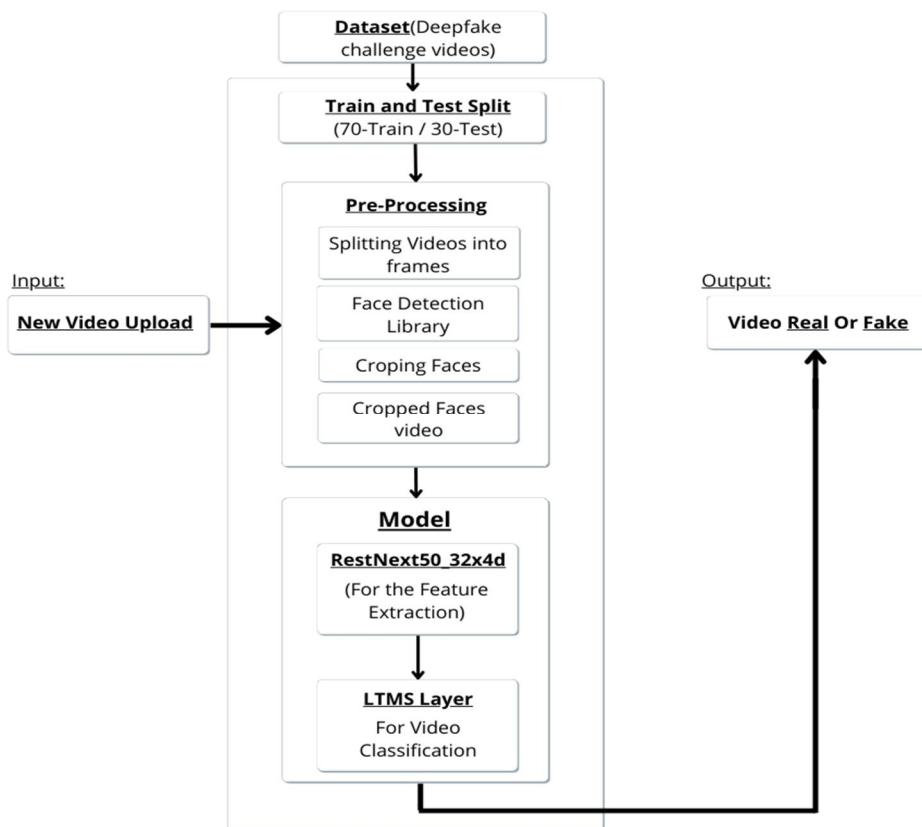 Dataset(Deepfake
challenge videos)
Train and Test Split
(70-Train / 30-Test)
Pre-Processing
Splitting Videos into
frames
Face Detection
Library
Croping Faces
Cropped Faces
video
Input:
New Video Upload
Output:
Video Real Or Fake
Model
RestNext50_32x4d
(For the Feature
Extraction)
LTMS Layer
For Video
Classification